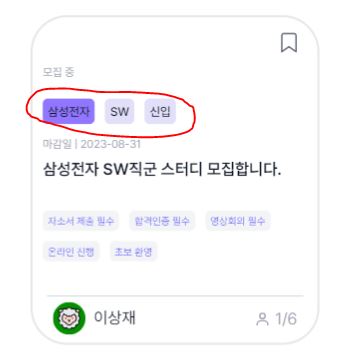 모집 중
삼성전자 SW 신입
마감일 | 2023-08-31
삼성전자 SW직군 스터디 모집합니다.
자소서 제출 필수 합격인증 필수 영상회의 필수
온라인 진행 초보 환영
이상재 1/6